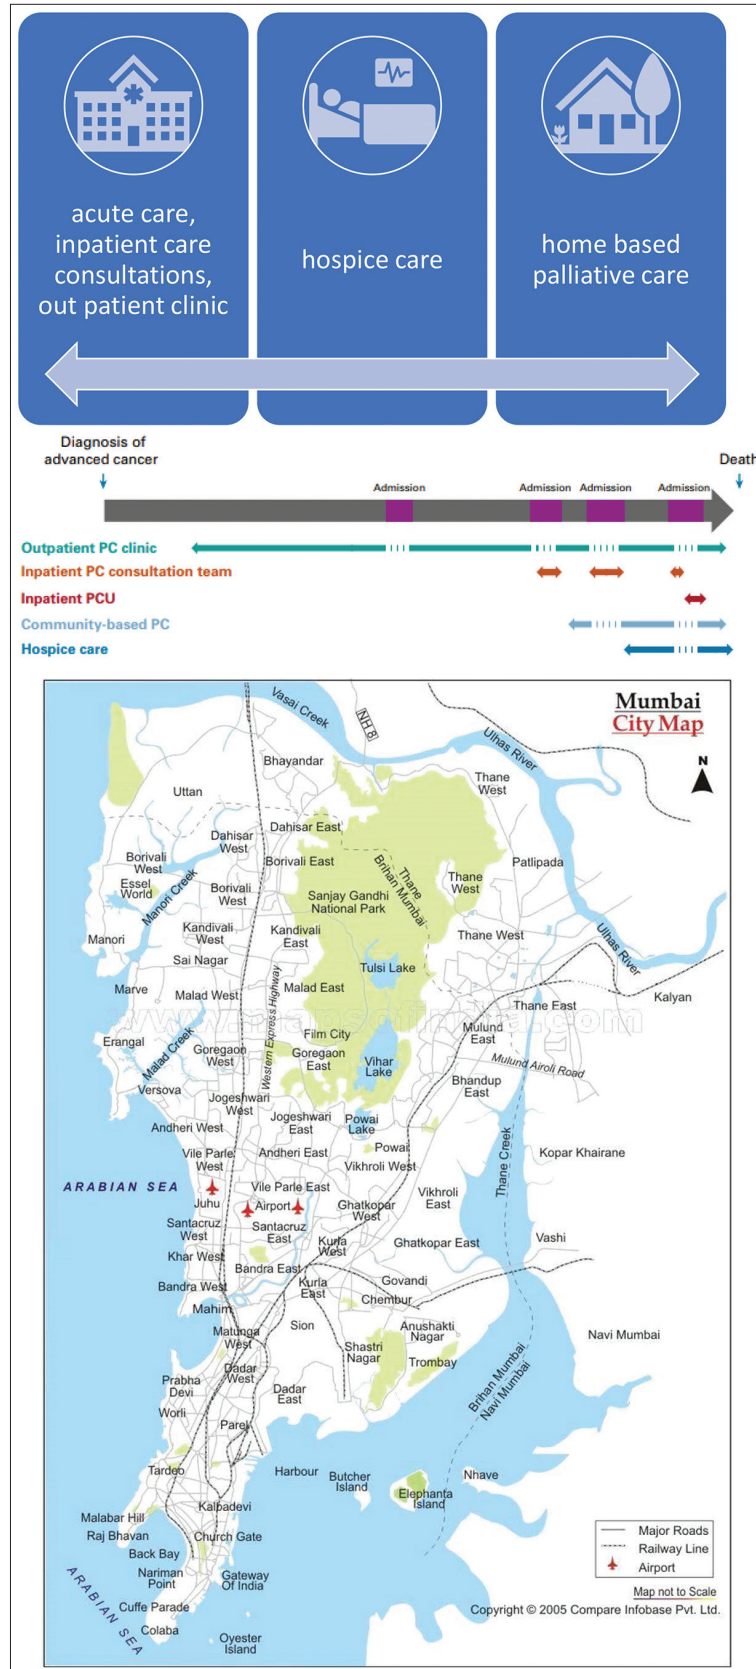 acute care,
inpatient care
consultations,
out patient clinic
hospice care
home based
palliative care
Diagnosis of
advanced cancer
Death
Admission
Admission
Admission
Admission
Outpatient PC clinic
Inpatient PC consultation team
Inpatient PCU
Community-based PC
Hospice care
Mumbai
City Map
N
Vasai Creek
NH 8
Ulhas River
Bhayandar
Thane
West
Uttan
Dahisar East
Dahisar
West
Borivali
West
Borivali East
Thane
Brihan Mumbai
Patlipada
Essel
World
Manori Creek
Borivali
West
Sanjay Gandhi
National Park
Thane
West
Kandivali
West
Kandivali
East
Thane West
Manori
Sai Nagar
Ulhas River
Tulsi Lake
Marve
Malad West
Malad East
Western Express Highway
Thane East
Kalyan
www.mapsofindia.com
Erangal
Malad Creek
Film City
Mulund
East
Goregaon
West
Goregaon
East
Vihar
Lake
Mulund Airoli Road
Versova
Bhandup
East
Jogeshwari
West
Jogeshwari
East
Powai
Lake
Andheri West
Thane Creek
Vile Parle
West
Andheri East
Powai
Kopar Khairane
Vikhroli West
ARABIAN SEA
Vile Parle East
Vikhroli
East
Juhu
Airport
Ghatkopar
West
Santacruz
West
Santacruz
East
Kurla
West
Ghatkopar East
Vashi
Khar West
Bandra East
Kurla
East
Govandi
Bandra West
Chembur
Mahim
Sion
Anushakti
Nagar
Matunga
West
Shastri
Nagar
Navi Mumbai
Trombay
Brihan Mumbai
Navi Mumbai
Dadar
West
Prabha
Devi
Dadar
East
Worli
Parel
Tardeo
Harbour
Butcher
Island
Nhave
Elephanta
Island
Kalpadevi
Malabar Hill
Raj Bhavan
Church Gate
Back Bay
Nariman
Point
Gateway
Of India
ARABIAN SEA
Cuffe Parade
Colaba
Oyester
Island
Major Roads
Railway Line
Airport
Map not to Scale
Copyright © 2005 Compare Infobase Pvt. Ltd.